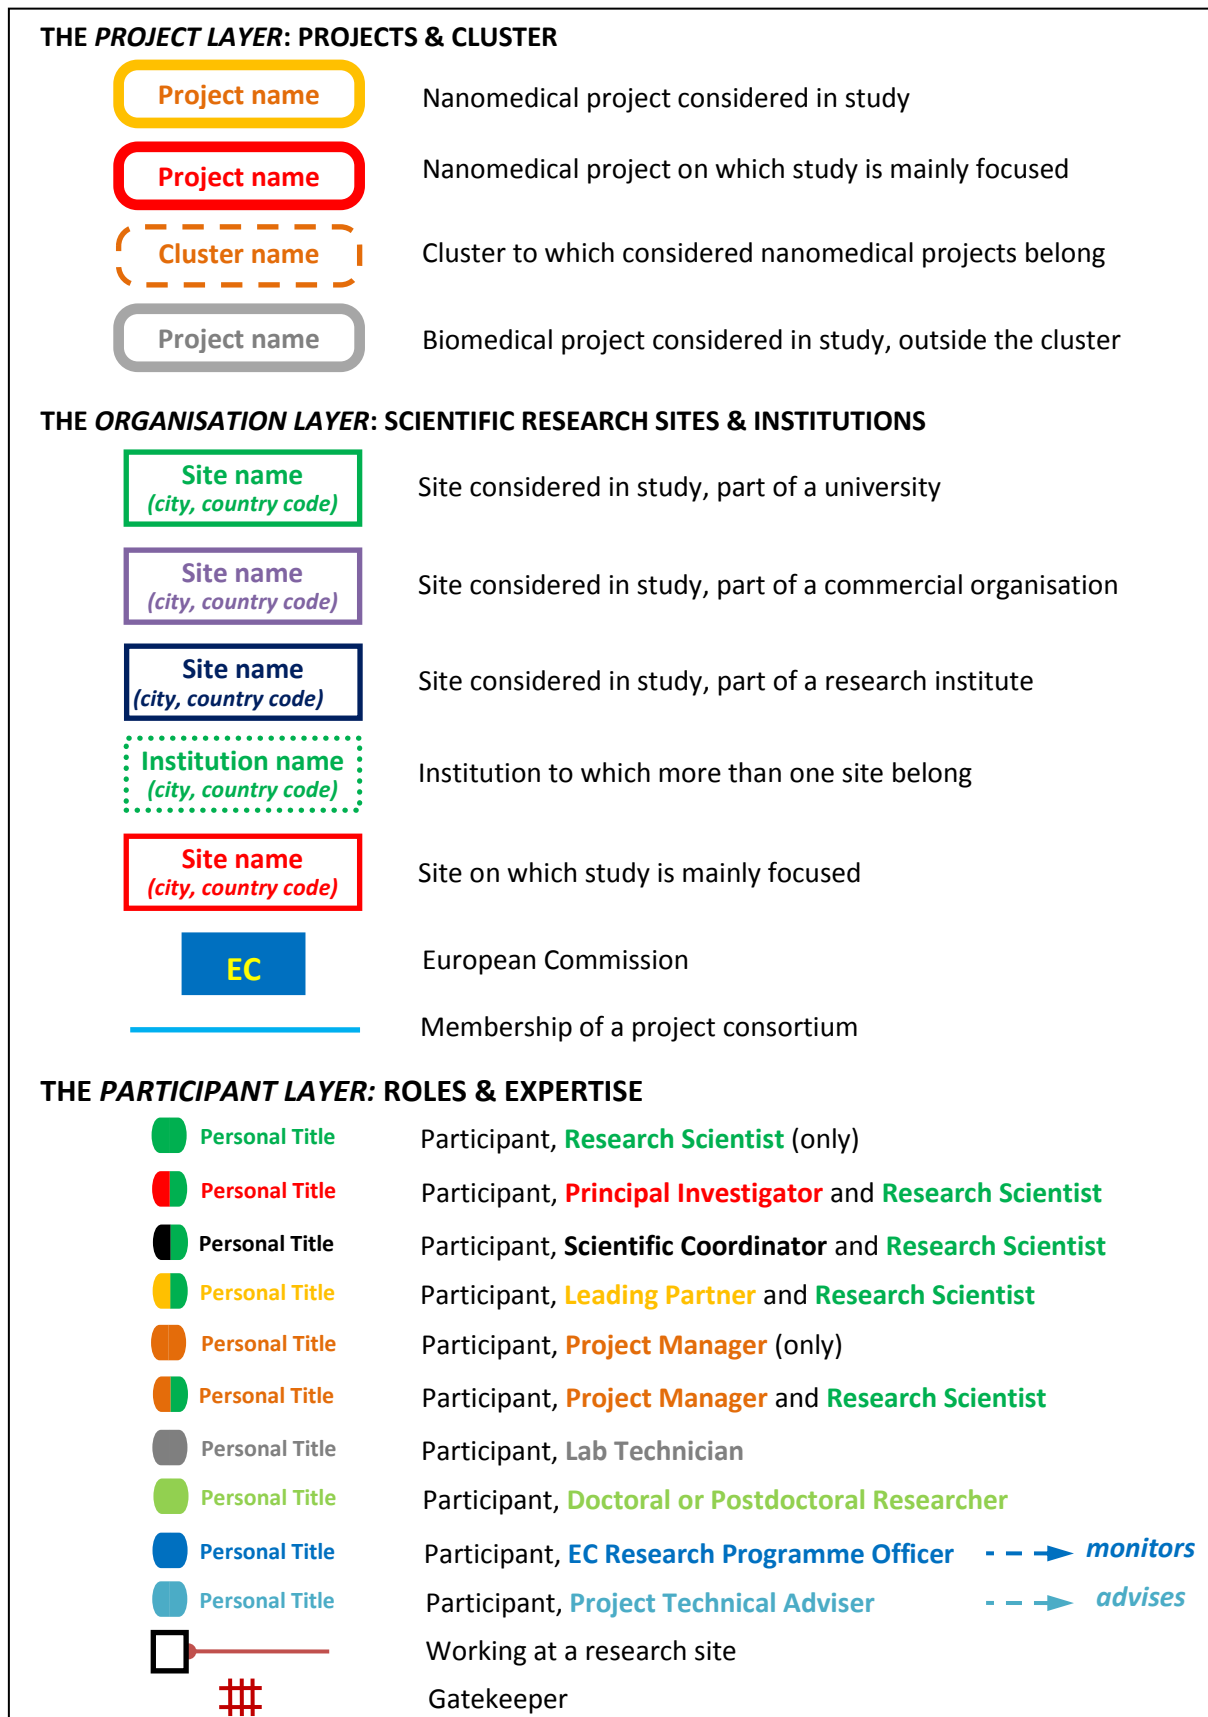 THE PROJECT LAYER: PROJECTS & CLUSTER
Project name
Nanomedical project considered in study
Project name
Nanomedical project on which study is mainly focused
Cluster name
Cluster to which considered nanomedical projects belong
Project name
Biomedical project considered in study, outside the cluster
THE ORGANISATION LAYER: SCIENTIFIC RESEARCH SITES & INSTITUTIONS
Site name
(city, country code)
Site considered in study, part of a university
Site name
(city, country code)
Site considered in study, part of a commercial organisation
Site name
(city, country code)
Site considered in study, part of a research institute
Institution name
(city, country code)
Institution to which more than one site belong
Site name
(city, country code)
Site on which study is mainly focused
EC
European Commission
Membership of a project consortium
THE PARTICIPANT LAYER: ROLES & EXPERTISE
Personal Title Participant, Research Scientist (only)
Personal Title Participant, Principal Investigator and Research Scientist
Personal Title Participant, Scientific Coordinator and Research Scientist
Personal Title Participant, Leading Partner and Research Scientist
Personal Title Participant, Project Manager (only)
Personal Title Participant, Project Manager and Research Scientist
Personal Title Participant, Lab Technician
Personal Title Participant, Doctoral or Postdoctoral Researcher
Personal Title Participant, EC Research Programme Officer monitors
Personal Title Participant, Project Technical Adviser advises
Working at a research site
Gatekeeper